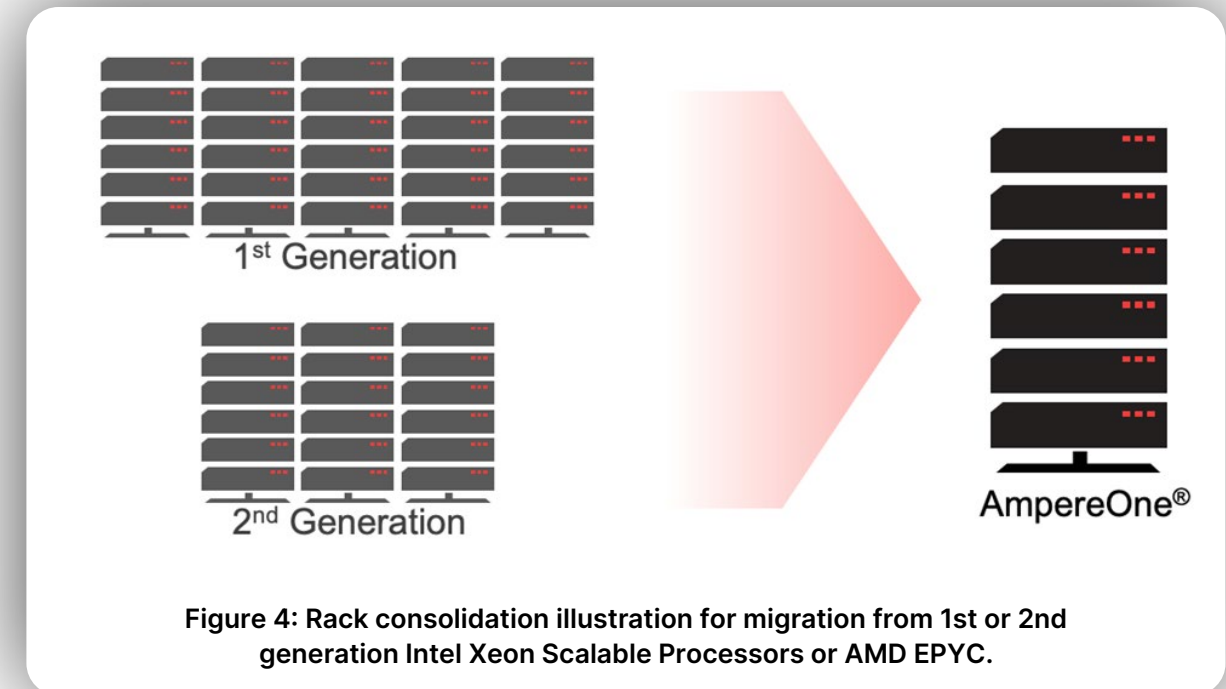 1st Generation
2nd Generation
AmpereOne®
Figure 4: Rack consolidation illustration for migration from 1st or 2nd
generation Intel Xeon Scalable Processors or AMD EPYC.